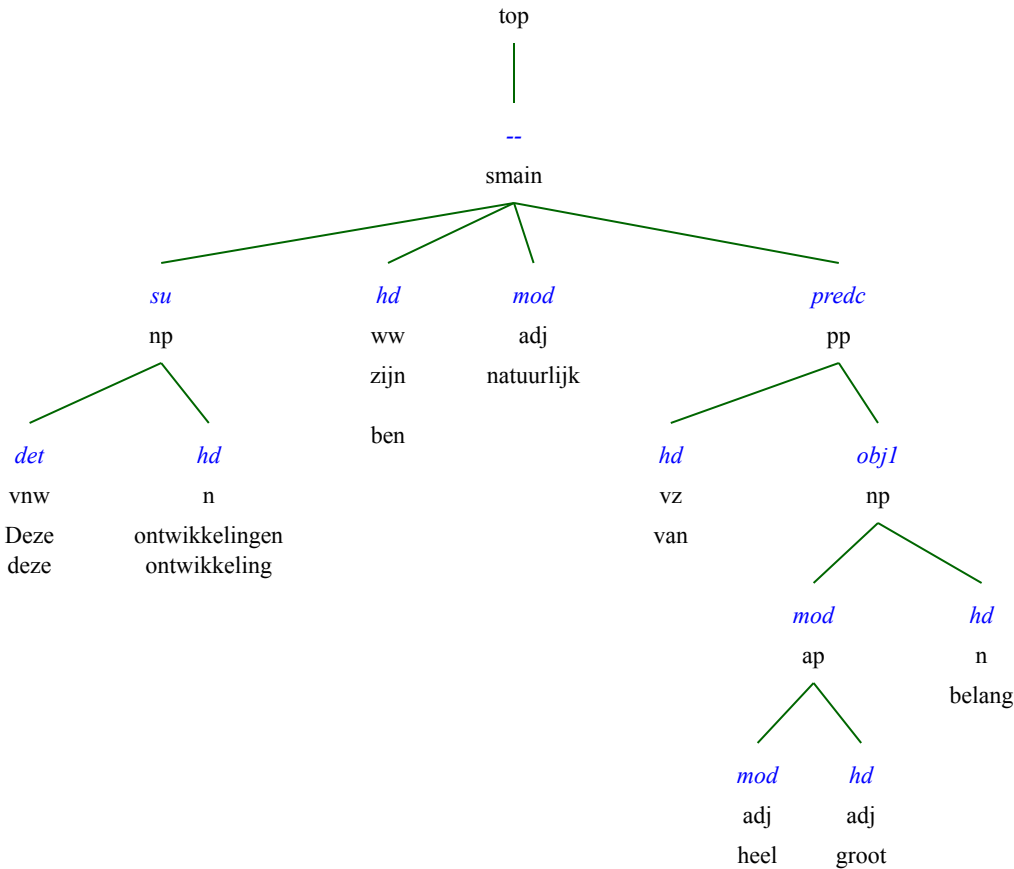 top
--
smain
su hd mod predc
np ww adj pp
zijn natuurlijk
ben
det hd hd obj1
vnw n vz np
Deze ontwikkelingen van
deze ontwikkeling
mod hd
ap n
belang
mod hd
adj adj
heel groot